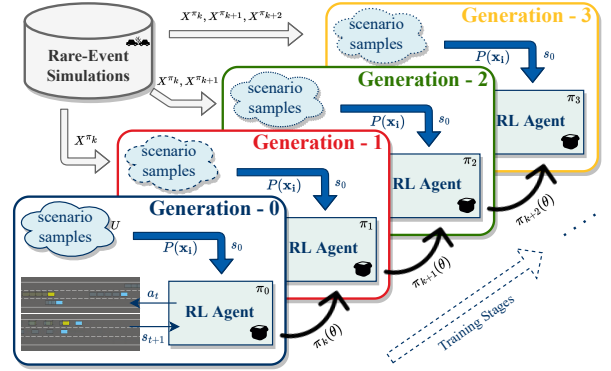 X^{π_k}, X^{π_{k+1}}, X^{π_{k+2}}
Generation - 3
Rare-Event
Simulations
scenario
samples
P(x_i)
s_0
π_3
RL Agent
X^{π_k}, X^{π_{k+1}}
Generation - 2
scenario
samples
P(x_i)
s_0
π_2
RL Agent
π_{k+2}(θ)
X^{π_k}
Generation - 1
scenario
samples
P(x_i)
s_0
π_1
RL Agent
π_{k+1}(θ)
Generation - 0
scenario
samples
U
P(x_i)
s_0
π_0
RL Agent
a_t
s_{t+1}
π_k(θ)
Training Stages
. . . .